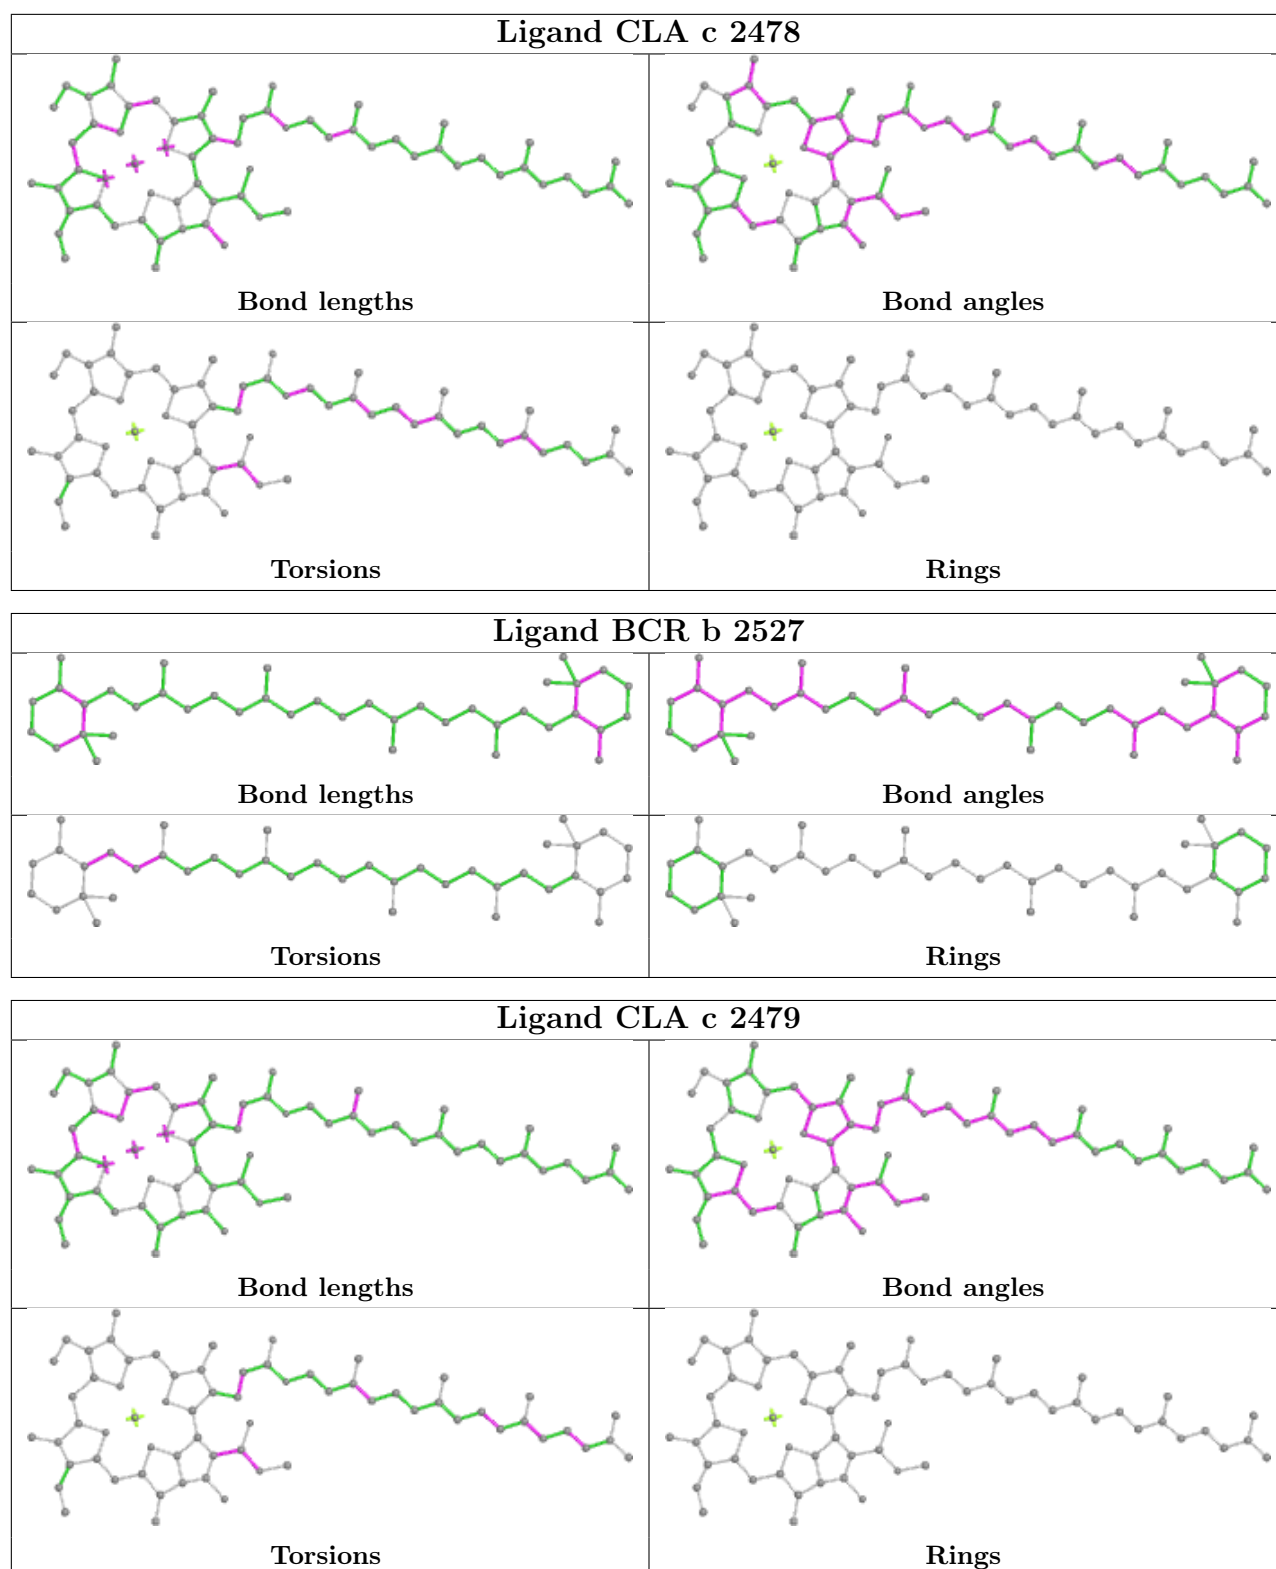 Ligand CLA c 2478
Bond lengths
Bond angles
Torsions
Rings
Ligand BCR b 2527
Bond lengths
Bond angles
Torsions
Rings
Ligand CLA c 2479
Bond lengths
Bond angles
Torsions
Rings